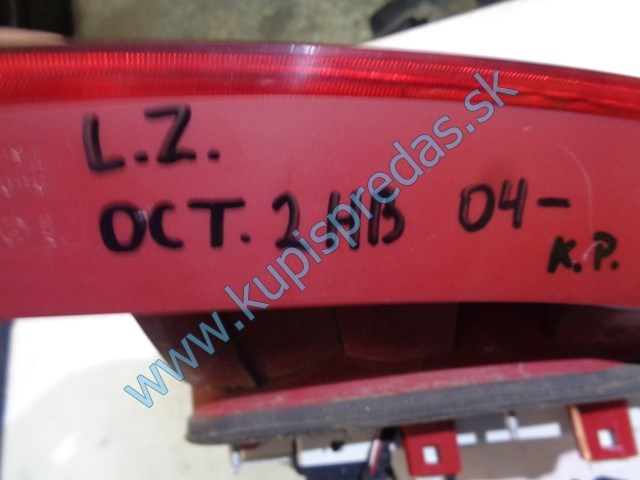 L.Z.
OCT. 2 HB 04-
K.P.
www.kupispredas.sk